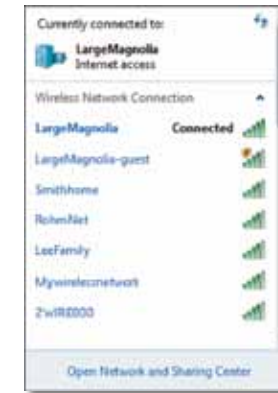 Currently connected to:
LargeMagnolia
Internet access
Wireless Network Connection
LargeMagnolia Connected
LargeMagnolia-guest
Smithhome
RohmNet
LeeFamily
2WIRE000
Open Network and Sharing Center